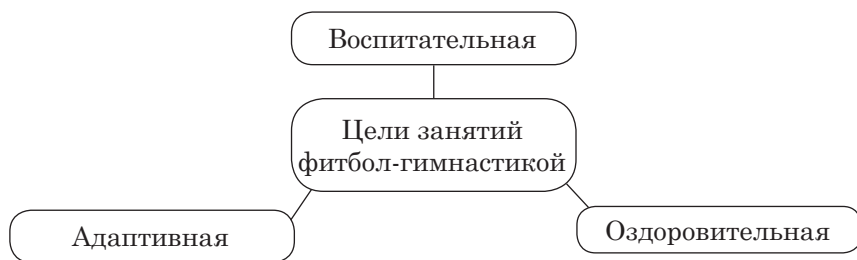 Воспитательная
Цели занятий
фитбол-гимнастикой
Адаптивная
Оздоровительная